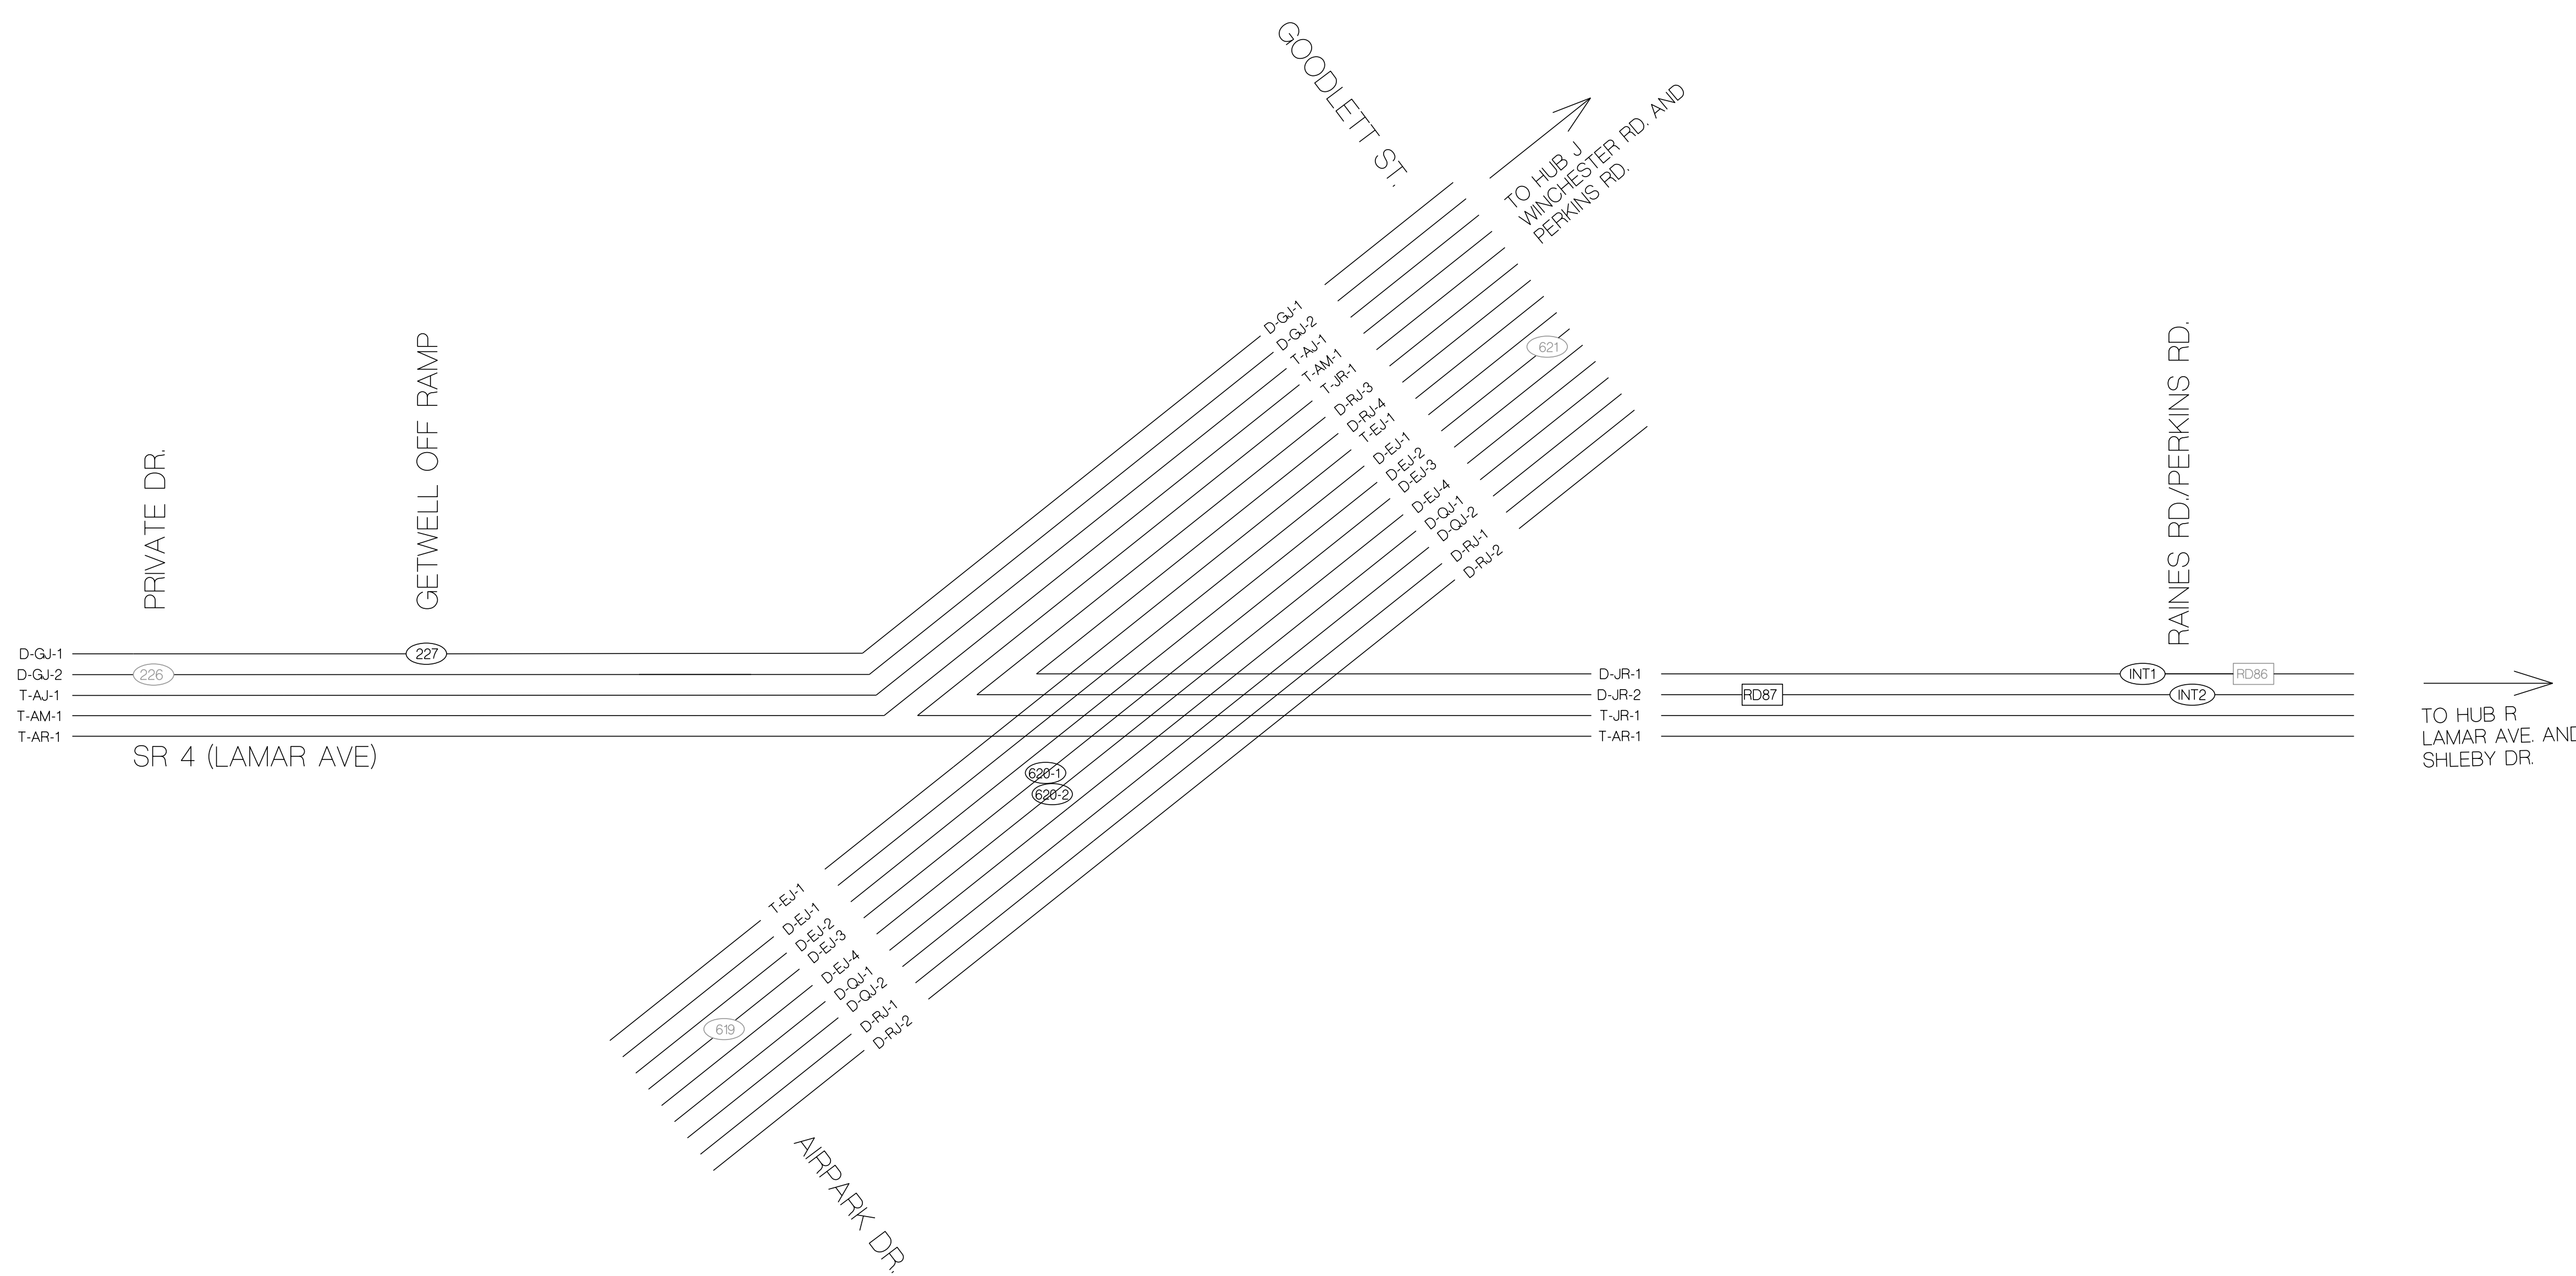 GOODLETT ST.
TO HUB J
WINCHESTER RD. AND
PERKINS RD.
D-GJ-1
D-GJ-2
T-AJ-1
T-AM-1
T-JR-1
D-RJ-3
D-RJ-4
T-EJ-1
D-EJ-1
D-EJ-2
D-EJ-3
D-EJ-4
D-QJ-1
D-QJ-2
D-RJ-1
D-RJ-2
621
PRIVATE DR.
GETWELL OFF RAMP
RAINES RD./PERKINS RD.
D-GJ-1
227
D-GJ-2
226
T-AJ-1
T-AM-1
T-AR-1
SR 4 (LAMAR AVE)
D-JR-1
INT1
RD86
D-JR-2
RD87
INT2
T-JR-1
T-AR-1
TO HUB R
LAMAR AVE. AND
SHLEBY DR.
620-1
620-2
T-EJ-1
D-EJ-1
D-EJ-2
D-EJ-3
D-EJ-4
D-QJ-1
D-QJ-2
D-RJ-1
D-RJ-2
619
AIRPARK DR.